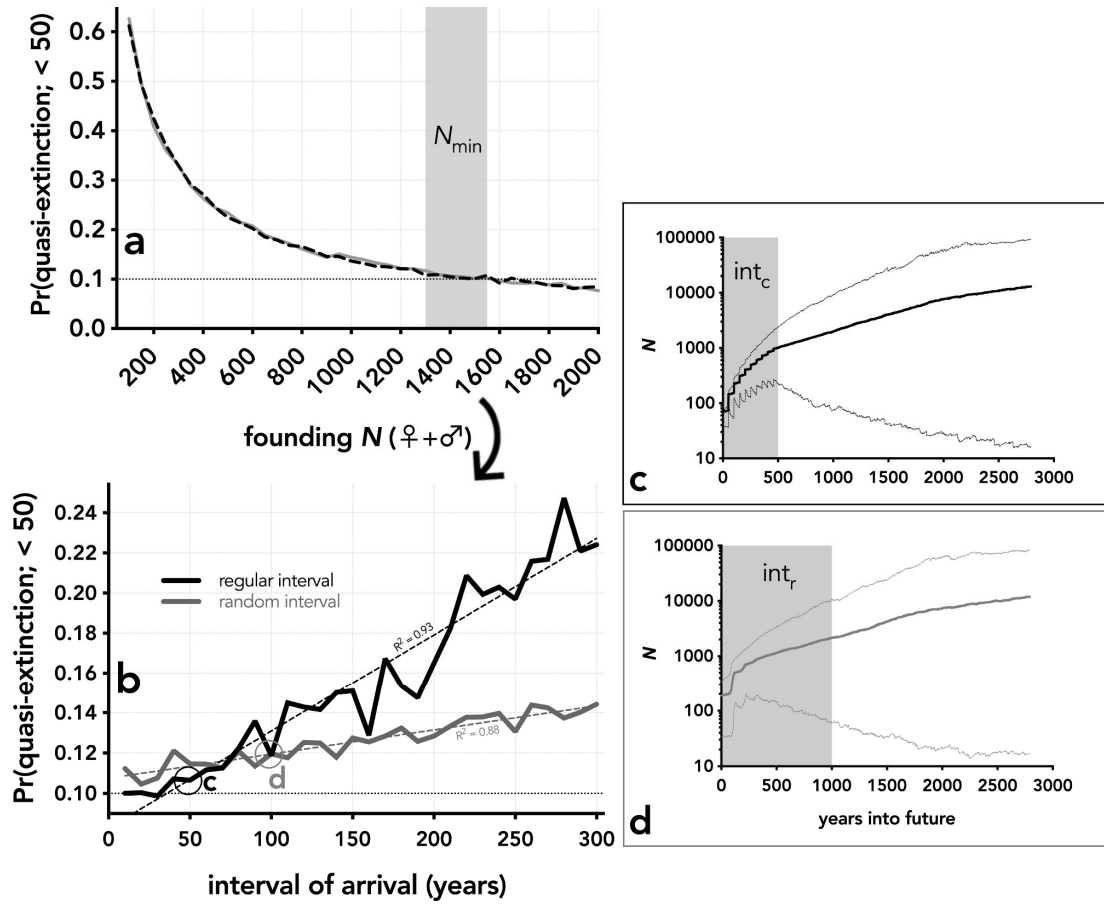 Pr(quasi-extinction; < 50)
0.6
0.5
0.4
0.3
0.2
0.1
0.0
a
N min
200
400
600
800
1000
1200
1400
1600
1800
2000
founding N (♀+♂)
Pr(quasi-extinction; < 50)
0.24
0.22
0.20
0.18
0.16
0.14
0.12
0.10
b
regular interval
random interval
R² = 0.93
R² = 0.88
c
d
0
50
100
150
200
250
300
interval of arrival (years)
N
100000
10000
1000
100
10
int c
0
500
1000
1500
2000
2500
3000
c
N
100000
10000
1000
100
10
int r
0
500
1000
1500
2000
2500
3000
years into future
d